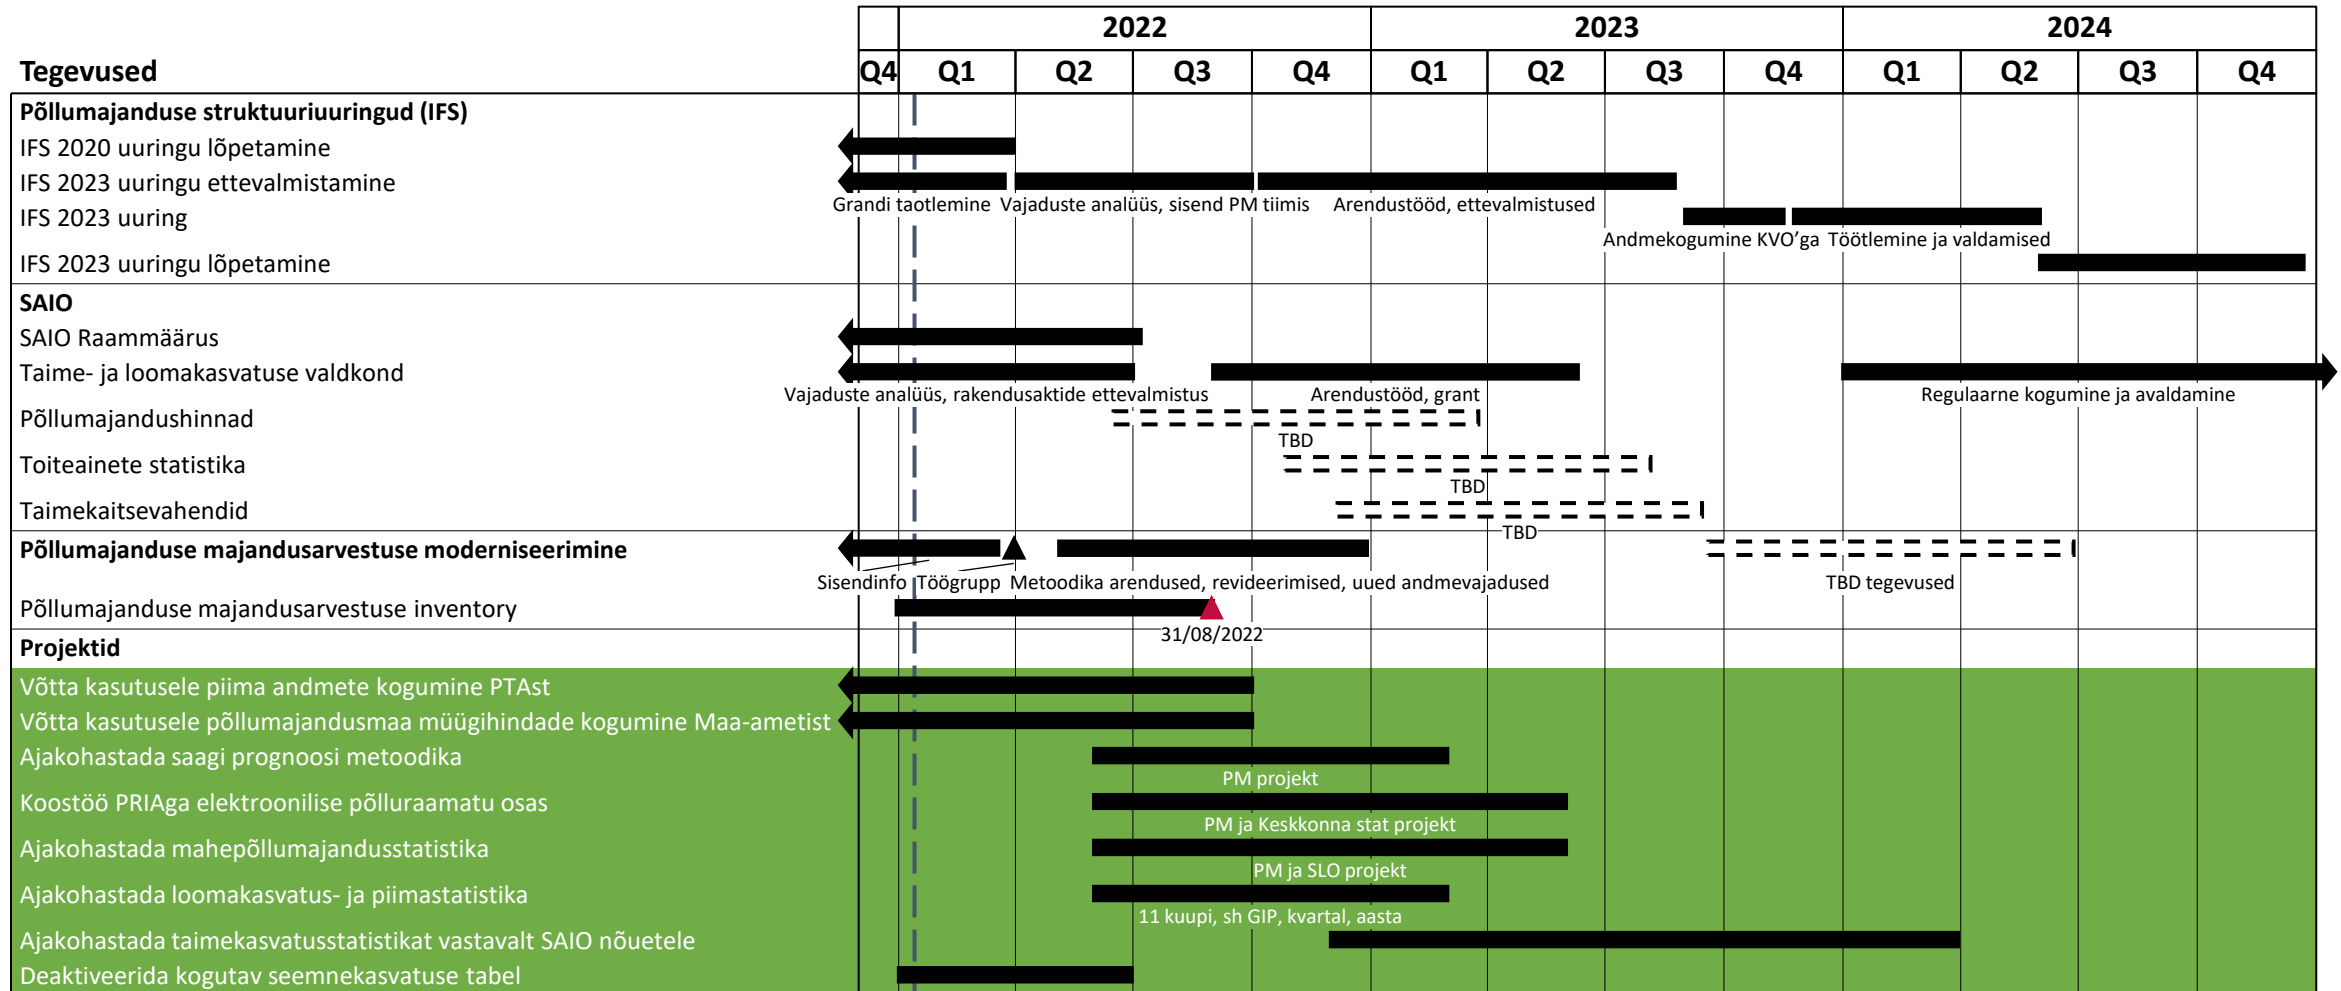 2022 2023 2024
Tegevused Q4 Q1 Q2 Q3 Q4 Q1 Q2 Q3 Q4 Q1 Q2 Q3 Q4
Põllumajanduse struktuuriuuringud (IFS)
IFS 2020 uuringu lõpetamine
IFS 2023 uuringu ettevalmistamine
Grandi taotlemine Vajaduste analüüs, sisend PM tiimis Arendustööd, ettevalmistused
IFS 2023 uuring
Andmekogumine KVO’ga Töötlemine ja valdamised
IFS 2023 uuringu lõpetamine
SAIO
SAIO Raammäärus
Taime- ja loomakasvatuse valdkond
Vajaduste analüüs, rakendusaktide ettevalmistus Arendustööd, grant Regulaarne kogumine ja avaldamine
Põllumajandushinnad
TBD
Toiteainete statistika
TBD
Taimekaitsevahendid
TBD
Põllumajanduse majandusarvestuse moderniseerimine
Sisendinfo Töögrupp Metoodika arendused, revideerimised, uued andmevajadused TBD tegevused
Põllumajanduse majandusarvestuse inventory
31/08/2022
Projektid
Võtta kasutusele piima andmete kogumine PTAst
Võtta kasutusele põllumajandusmaa müügihindade kogumine Maa-ametist
Ajakohastada saagi prognoosi metoodika
PM projekt
Koostöö PRIAga elektroonilise põlluraamatu osas
PM ja Keskkonna stat projekt
Ajakohastada mahepõllumajandusstatistika
PM ja SLO projekt
Ajakohastada loomakasvatus- ja piimastatistika
11 kuupi, sh GIP, kvartal, aasta
Ajakohastada taimekasvatusstatistikat vastavalt SAIO nõuetele
Deaktiveerida kogutav seemnekasvatuse tabel